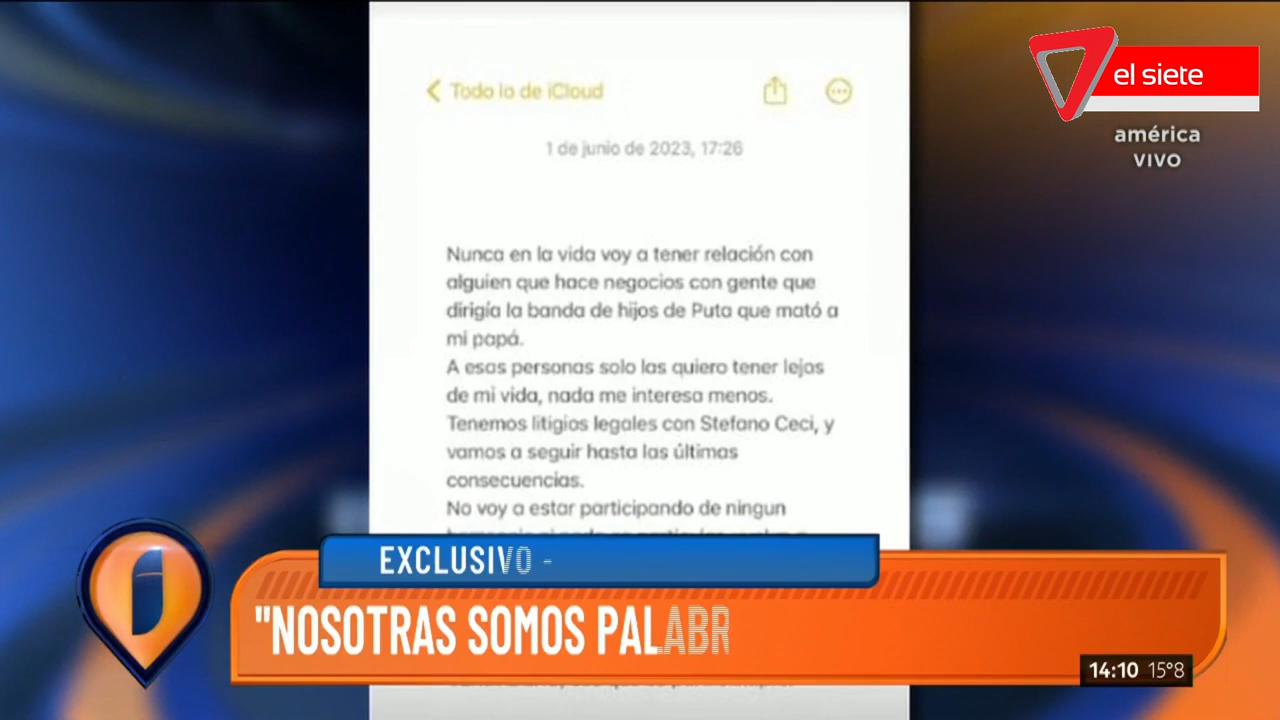 el siete
américa
VIVO
Todo lo de iCloud
1 de junio de 2023, 17:26
Nunca en la vida voy a tener relación con
alguien que hace negocios con gente que
dirigía la banda de hijos de Puta que mató a
mi papá.
A esas personas solo las quiero tener lejos
de mi vida, nada me interesa menos.
Tenemos litigios legales con Stefano Ceci, y
vamos a seguir hasta las últimas
consecuencias.
No voy a estar participando de ningun
EXCLUSIVO -
"NOSOTRAS SOMOS PALABR
14:10 15°8